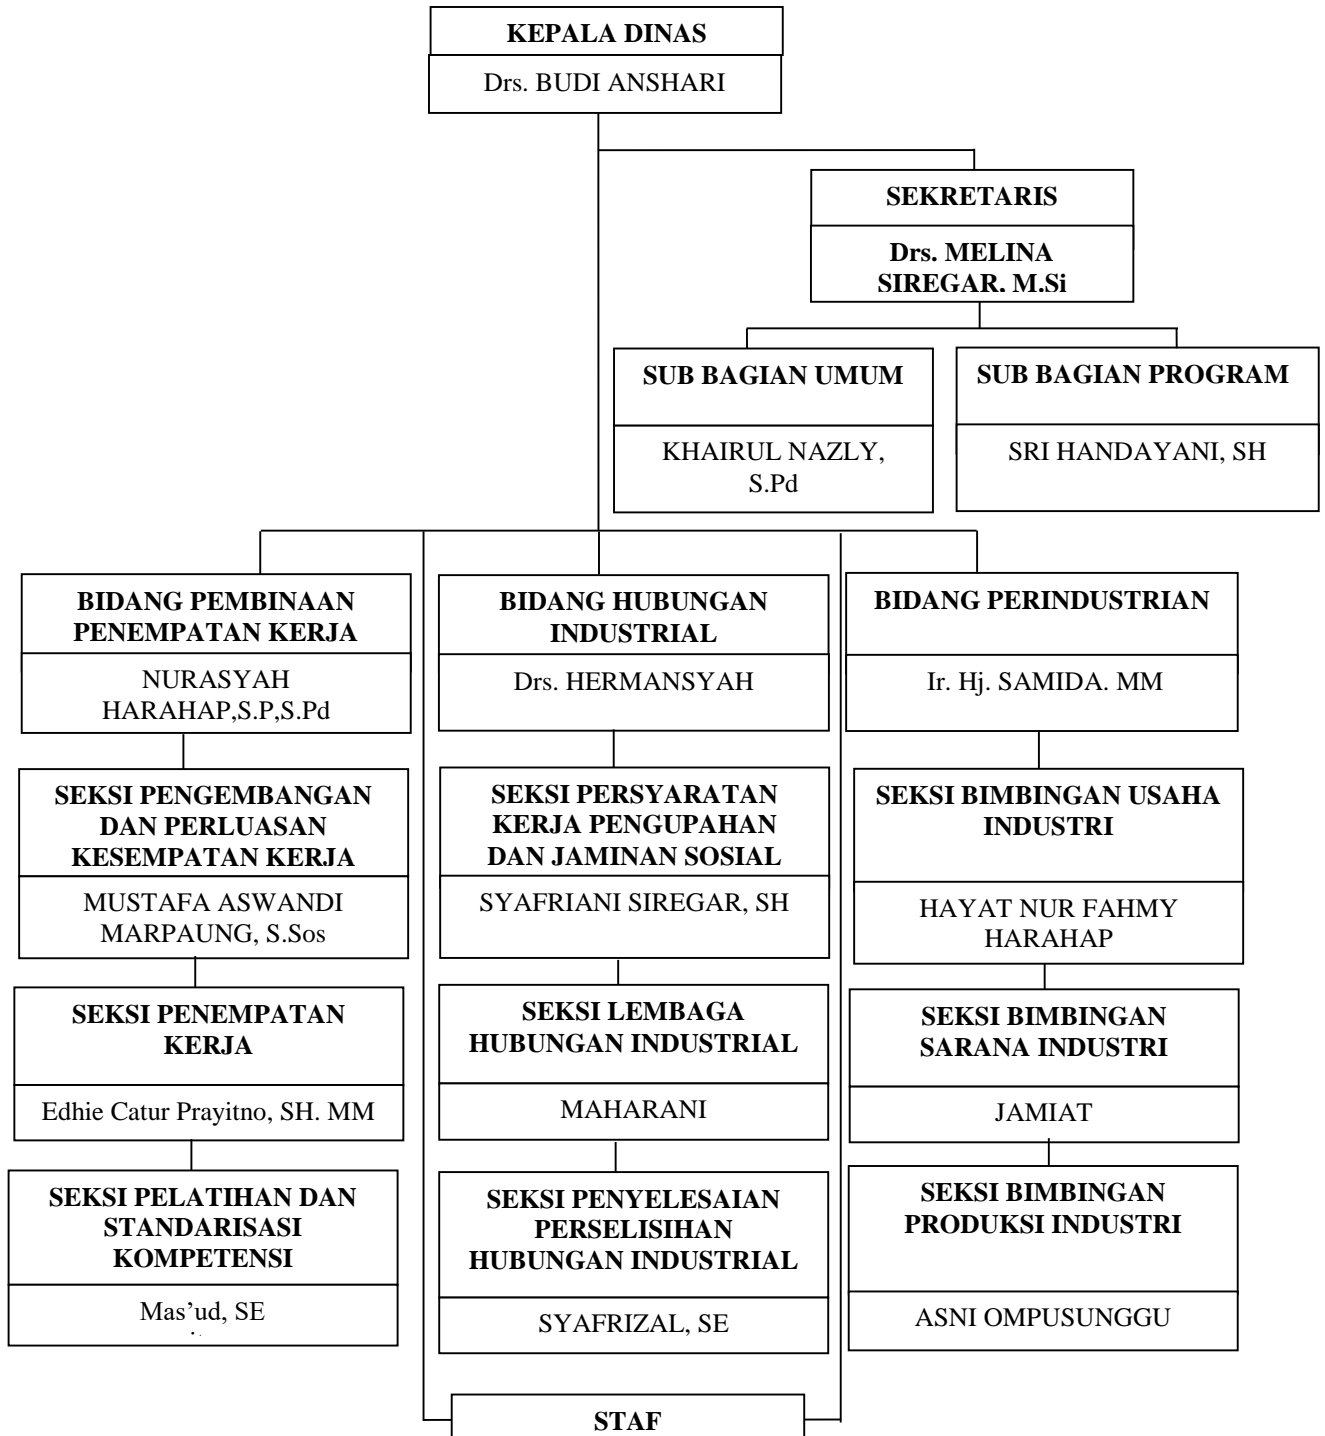 KEPALA DINAS
Drs. BUDI ANSHARI
SEKRETARIS
Drs. MELINA
SIREGAR, M.Si
SUB BAGIAN UMUM
KHAIRUL NAZLY,
S.Pd
SUB BAGIAN PROGRAM
SRI HANDAYANI, SH
BIDANG PEMBINAAN
PENEMPATAN KERJA
NURASYAH
HARAHAP,S.P,S.Pd
BIDANG HUBUNGAN
INDUSTRIAL
Drs. HERMANSYAH
BIDANG PERINDUSTRIAN
Ir. Hj. SAMIDA. MM
SEKSI PENGEMBANGAN
DAN PERLUASAN
KESEMPATAN KERJA
MUSTAFA ASWANDI
MARPAUNG, S.Sos
SEKSI PERSYARATAN
KERJA PENGUPAHAN
DAN JAMINAN SOSIAL
SYAFRIANI SIREGAR, SH
SEKSI BIMBINGAN USAHA
INDUSTRI
HAYAT NUR FAHMY
HARAHAP
SEKSI PENEMPATAN
KERJA
Edhie Catur Prayitno, SH. MM
SEKSI LEMBAGA
HUBUNGAN INDUSTRIAL
MAHARANI
SEKSI BIMBINGAN
SARANA INDUSTRI
JAMIAT
SEKSI PELATIHAN DAN
STANDARISASI
KOMPETENSI
Mas’ud, SE
SEKSI PENYELESAIAN
PERSELISIHAN
HUBUNGAN INDUSTRIAL
SYAFRIZAL, SE
SEKSI BIMBINGAN
PRODUKSI INDUSTRI
ASNI OMPUSUNGGU
STAF